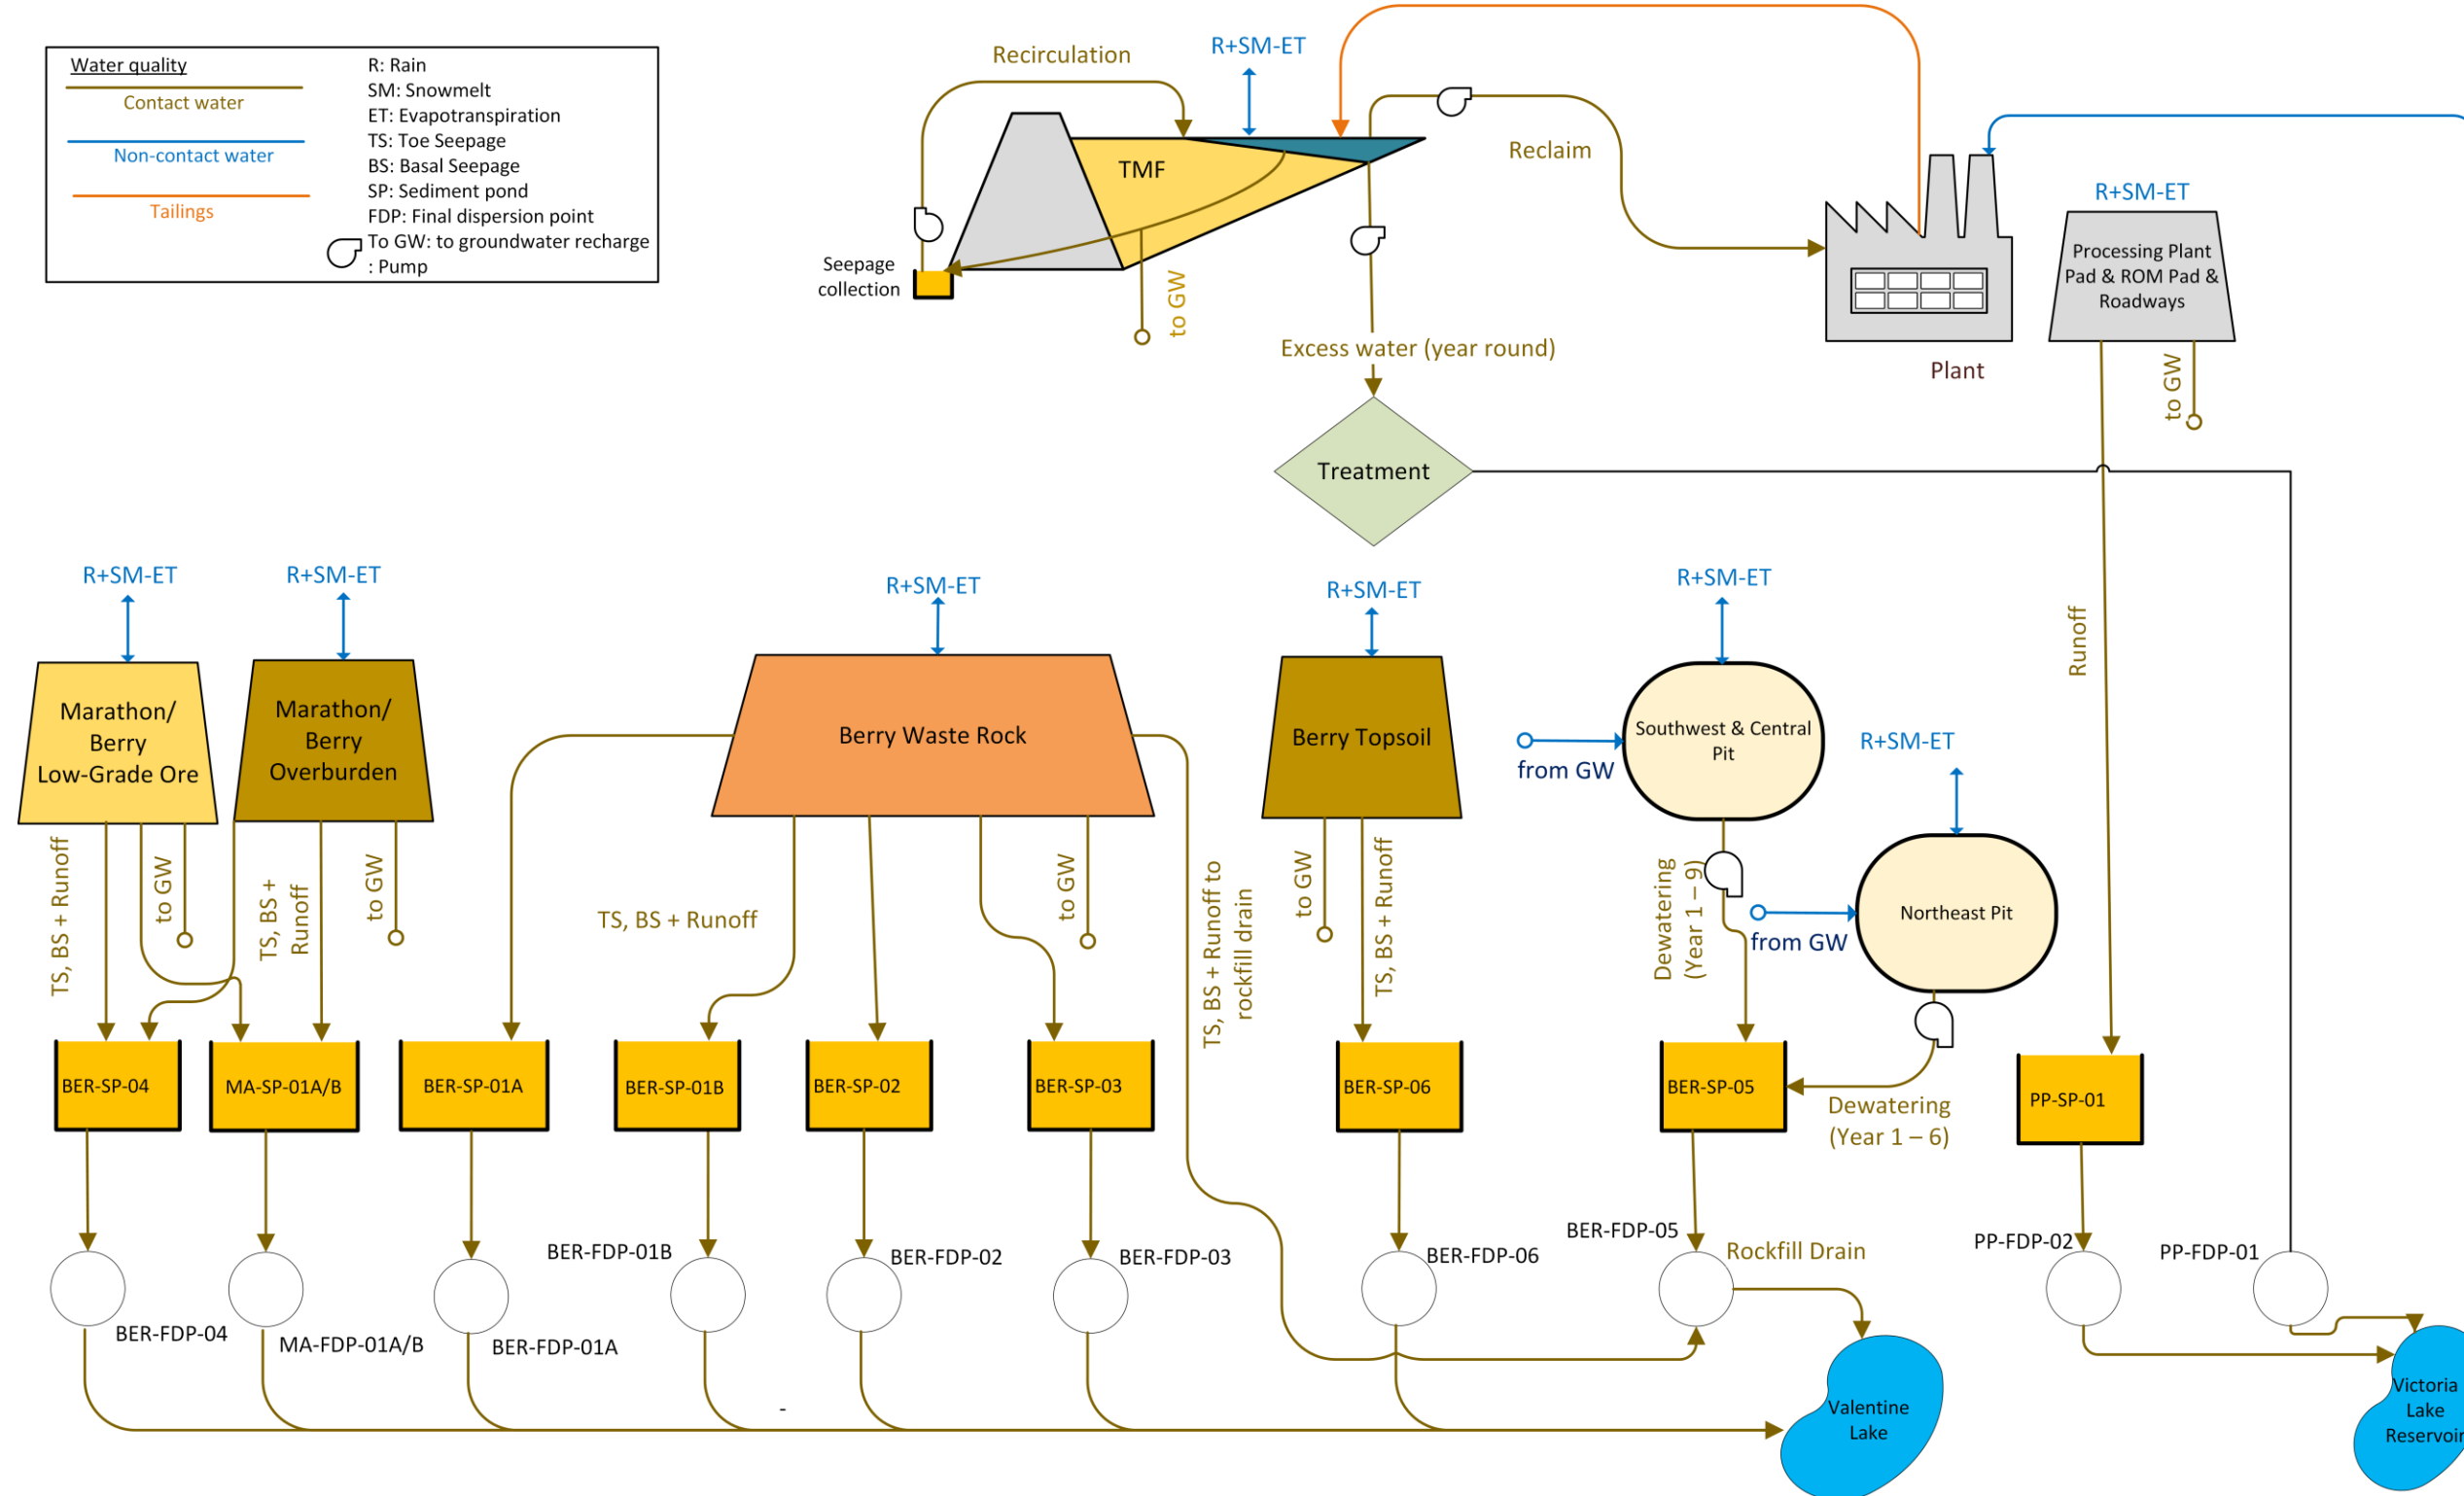 Water quality
Contact water
Non-contact water
Tailings
R: Rain
SM: Snowmelt
ET: Evapotranspiration
TS: Toe Seepage
BS: Basal Seepage
SP: Sediment pond
FDP: Final dispersion point
To GW: to groundwater recharge
: Pump
Recirculation
R+SM-ET
TMF
Reclaim
Seepage
collection
to GW
Excess water (year round)
Treatment
Plant
R+SM-ET
Processing Plant
Pad & ROM Pad &
Roadways
to GW
Runoff
R+SM-ET
R+SM-ET
R+SM-ET
R+SM-ET
R+SM-ET
R+SM-ET
Marathon/
Berry
Low-Grade Ore
Marathon/
Berry
Overburden
Berry Waste Rock
Berry Topsoil
Southwest & Central
Pit
from GW
Northeast Pit
from GW
TS, BS + Runoff
to GW
TS, BS +
Runoff
to GW
TS, BS + Runoff
to GW
TS, BS + Runoff to
rockfill drain
to GW
TS, BS + Runoff
Dewatering
(Year 1 – 9)
Dewatering
(Year 1 – 6)
BER-SP-04
MA-SP-01A/B
BER-SP-01A
BER-SP-01B
BER-SP-02
BER-SP-03
BER-SP-06
BER-SP-05
PP-SP-01
BER-FDP-04
MA-FDP-01A/B
BER-FDP-01A
BER-FDP-01B
BER-FDP-02
BER-FDP-03
BER-FDP-06
BER-FDP-05
Rockfill Drain
PP-FDP-02
PP-FDP-01
-
Valentine
Lake
Victoria
Lake
Reservoir